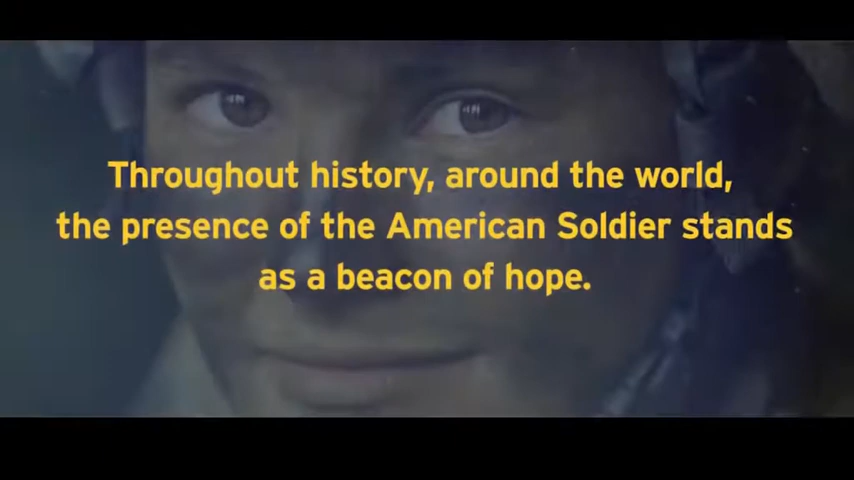 Throughout history, around the world,
the presence of the American Soldier stands
as a beacon of hope.